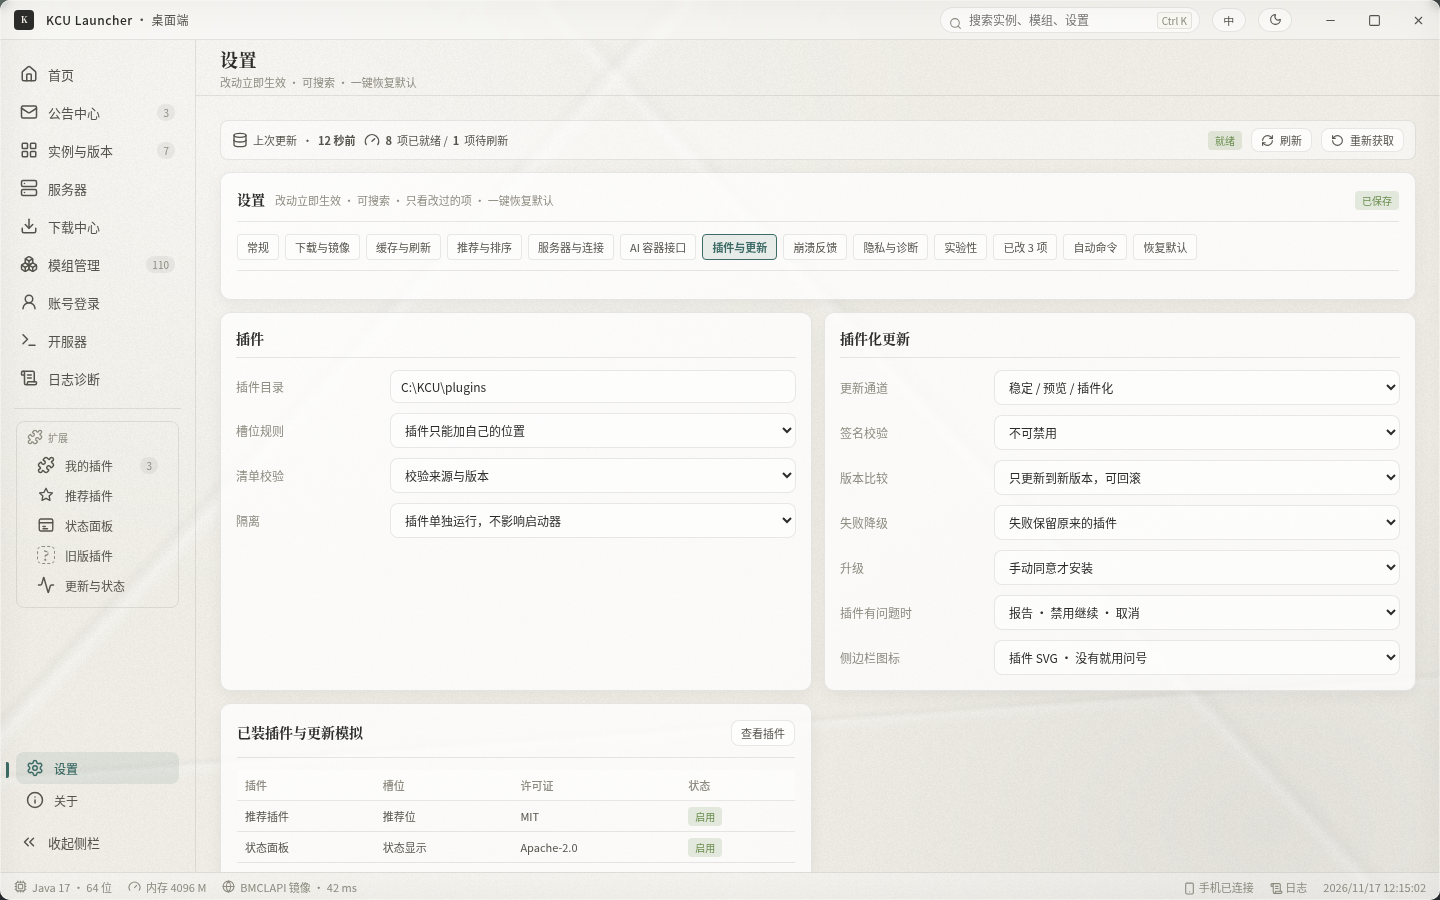 K KCU Launcher · 桌面端
搜索实例、模组、设置 Ctrl K 中
首页
公告中心 3
实例与版本 7
服务器
下载中心
模组管理 110
账号登录
开服器
日志诊断
扩展
我的插件 3
推荐插件
状态面板
? 旧版插件
更新与状态
设置
关于
收起侧栏
设置
改动立即生效 · 可搜索 · 一键恢复默认
上次更新 · 12 秒前 8 项已就绪 / 1 项待刷新 就绪 刷新 重新获取
设置 改动立即生效 · 可搜索 · 只看改过的项 · 一键恢复默认 已保存
常规 下载与镜像 缓存与刷新 推荐与排序 服务器与连接 AI 容器接口 插件与更新 崩溃反馈 隐私与诊断 实验性 已改 3 项 自动命令 恢复默认
插件
插件目录 C:\KCU\plugins
槽位规则 插件只能加自己的位置
清单校验 校验来源与版本
隔离 插件单独运行，不影响启动器
插件化更新
更新通道 稳定 / 预览 / 插件化
签名校验 不可禁用
版本比较 只更新到新版本，可回滚
失败降级 失败保留原来的插件
升级 手动同意才安装
插件有问题时 报告 · 禁用继续 · 取消
侧边栏图标 插件 SVG · 没有就用问号
已装插件与更新模拟 查看插件
插件 槽位 许可证 状态
推荐插件 推荐位 MIT 启用
状态面板 状态显示 Apache-2.0 启用
Java 17 · 64 位 内存 4096 M BMCLAPI 镜像 · 42 ms 手机已连接 日志 2026/11/17 12:15:02